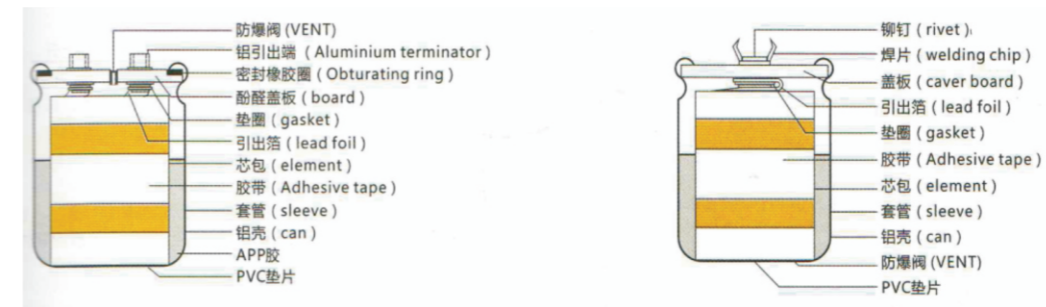 防爆阀 (VENT)
铝引出端 ( Aluminium terminator )
密封橡胶圈 ( Obturating ring )
酚醛盖板 ( board )
垫圈 ( gasket )
引出箔 ( lead foil )
芯包 ( element )
胶带 ( Adhesive tape )
套管 ( sleeve )
铝壳 ( can )
APP胶
PVC垫片
铆钉 ( rivet )
焊片 ( welding chip )
盖板 ( caver board )
引出箔 ( lead foil )
垫圈 ( gasket )
胶带 ( Adhesive tape )
芯包 ( element )
套管 ( sleeve )
铝壳 ( can )
防爆阀 (VENT)
PVC垫片